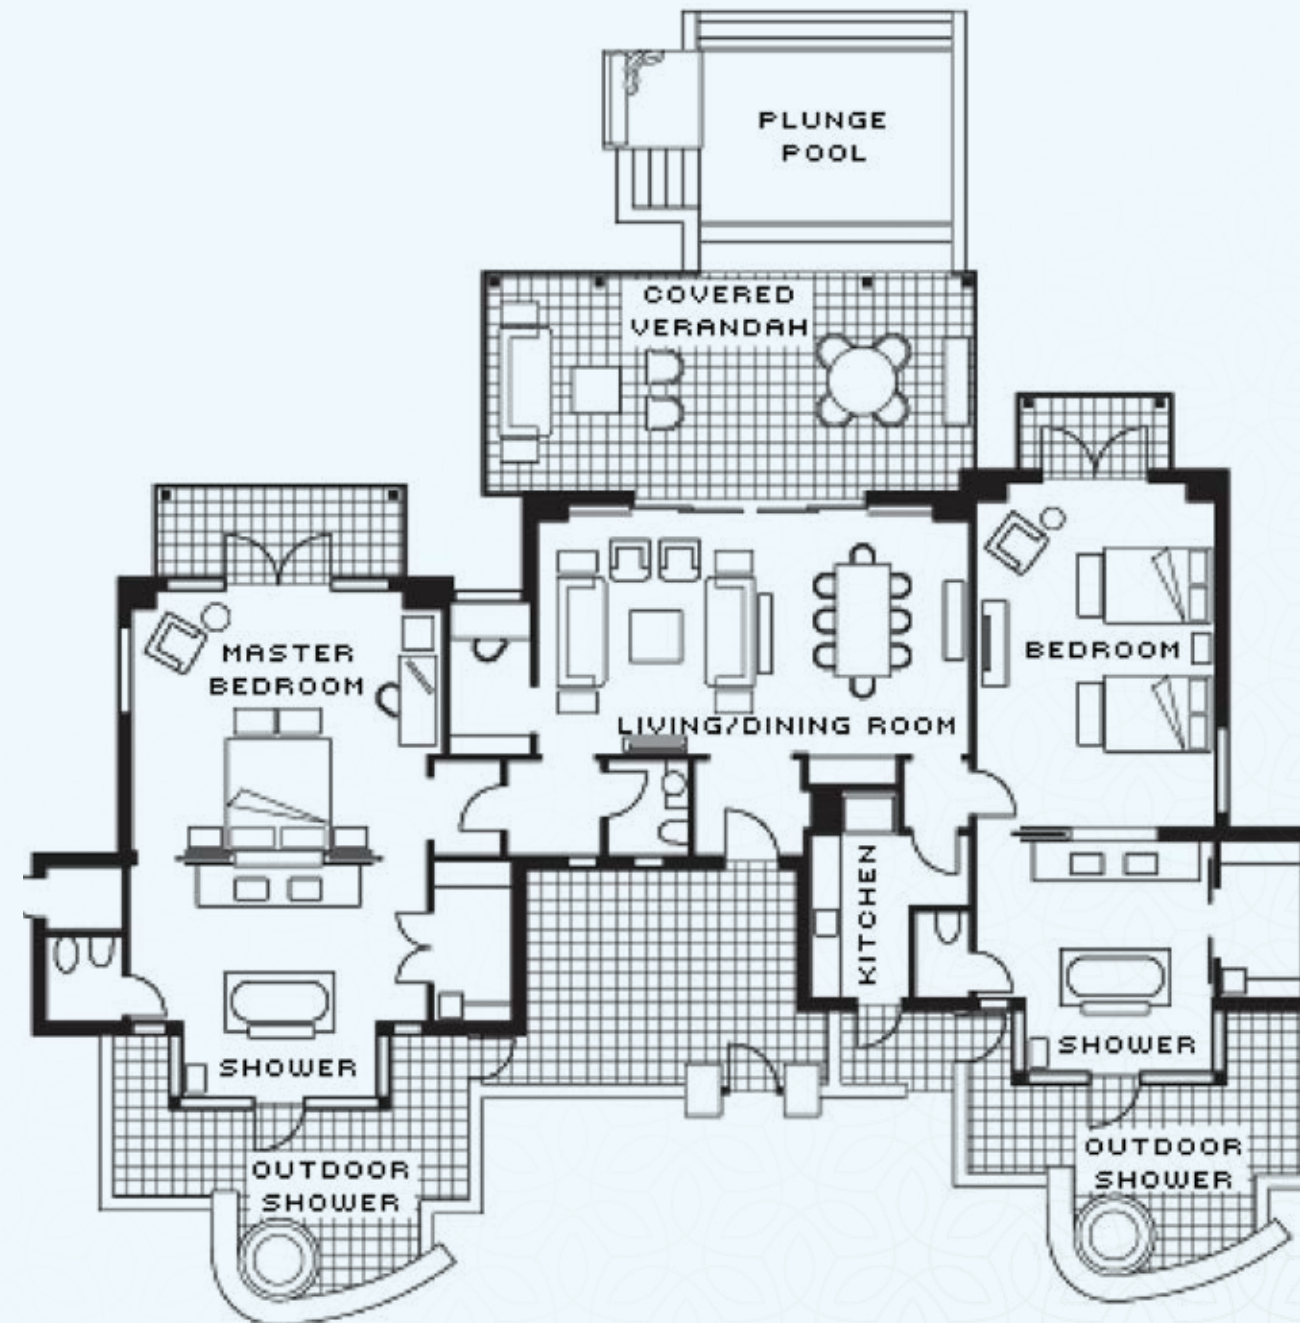 PLUNGE
POOL
COVERED
VERANDAH
MASTER
BEDROOM
BEDROOM
LIVING/DINING ROOM
KITCHEN
SHOWER
SHOWER
OUTDOOR
SHOWER
OUTDOOR
SHOWER